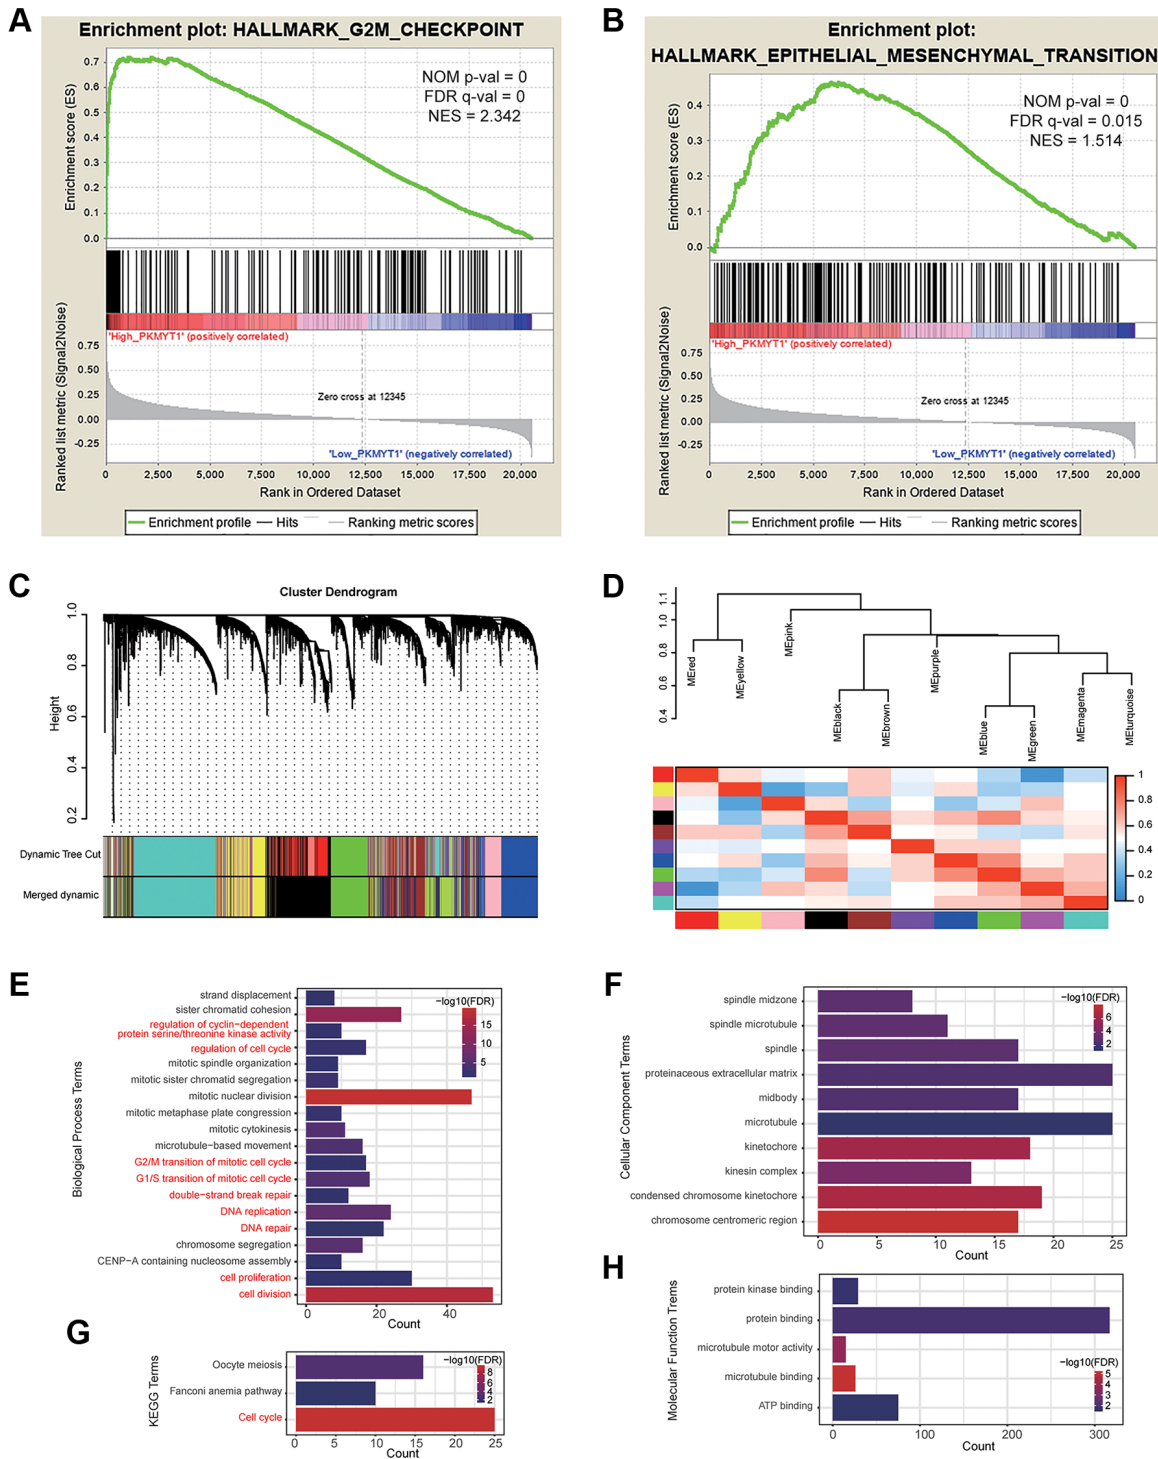 A
Enrichment plot: HALLMARK_G2M_CHECKPOINT
NOM p-val = 0
FDR q-val = 0
NES = 2.342
Enrichment score (ES)
0.7
0.6
0.5
0.4
0.3
0.2
0.1
0.0
'High_PKMYT1' (positively correlated)
Ranked list metric (Signal2Noise)
0.75
0.50
0.25
0.00
-0.25
Zero cross at 12345
'Low_PKMYT1' (negatively correlated)
0 2,500 5,000 7,500 10,000 12,500 15,000 17,500 20,000
Rank in Ordered Dataset
Enrichment profile Hits Ranking metric scores
B
Enrichment plot:
HALLMARK_EPITHELIAL_MESENCHYMAL_TRANSITION
NOM p-val = 0
FDR q-val = 0.015
NES = 1.514
Enrichment score (ES)
0.4
0.3
0.2
0.1
0.0
'High_PKMYT1' (positively correlated)
Ranked list metric (Signal2Noise)
0.75
0.50
0.25
0.00
-0.25
Zero cross at 12345
'Low_PKMYT1' (negatively correlated)
0 2,500 5,000 7,500 10,000 12,500 15,000 17,500 20,000
Rank in Ordered Dataset
Enrichment profile Hits Ranking metric scores
C
Cluster Dendrogram
Height
1.0
0.8
0.6
0.4
0.2
Dynamic Tree Cut
Merged dynamic
D
1.1
1.0
0.8
0.6
0.4
MEred
MEyellow
MEpink
MEblack
MEbrown
MEpurple
MEblue
MEgreen
MEmagenta
MEturquoise
1
0.8
0.6
0.4
0.2
0
E
Biological Process Terms
strand displacement
sister chromatid cohesion
regulation of cyclin-dependent
protein serine/threonine kinase activity
regulation of cell cycle
mitotic spindle organization
mitotic sister chromatid segregation
mitotic nuclear division
mitotic metaphase plate congression
mitotic cytokinesis
microtubule-based movement
G2/M transition of mitotic cell cycle
G1/S transition of mitotic cell cycle
double-strand break repair
DNA replication
DNA repair
chromosome segregation
CENP-A containing nucleosome assembly
cell proliferation
cell division
−log10(FDR)
15
10
5
0 20 40
Count
F
Cellular Component Terms
spindle midzone
spindle microtubule
spindle
proteinaceous extracellular matrix
midbody
microtubule
kinetochore
kinesin complex
condensed chromosome kinetochore
chromosome centromeric region
−log10(FDR)
6
4
2
0 5 10 15 20 25
Count
G
KEGG Terms
Oocyte meiosis
Fanconi anemia pathway
Cell cycle
−log10(FDR)
8
6
4
2
0 5 10 15 20 25
Count
H
Molecular Function Trems
protein kinase binding
protein binding
microtubule motor activity
microtubule binding
ATP binding
−log10(FDR)
5
4
3
2
0 100 200 300
Count